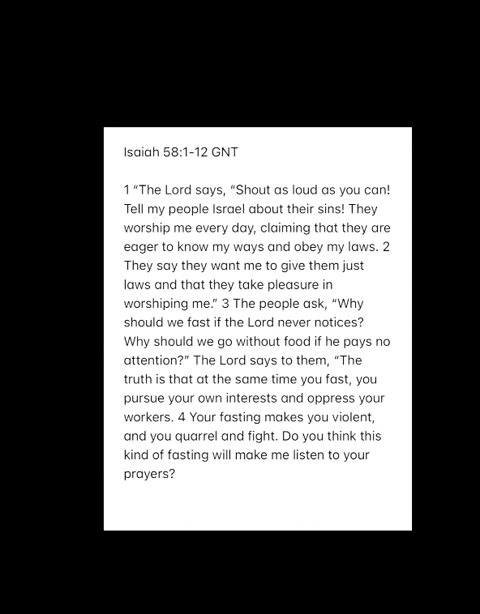 Isaiah 58:1-12 GNT
1 “The Lord says, “Shout as loud as you can!
Tell my people Israel about their sins! They
worship me every day, claiming that they are
eager to know my ways and obey my laws. 2
They say they want me to give them just
laws and that they take pleasure in
worshiping me.” 3 The people ask, “Why
should we fast if the Lord never notices?
Why should we go without food if he pays no
attention?” The Lord says to them, “The
truth is that at the same time you fast, you
pursue your own interests and oppress your
workers. 4 Your fasting makes you violent,
and you quarrel and fight. Do you think this
kind of fasting will make me listen to your
prayers?